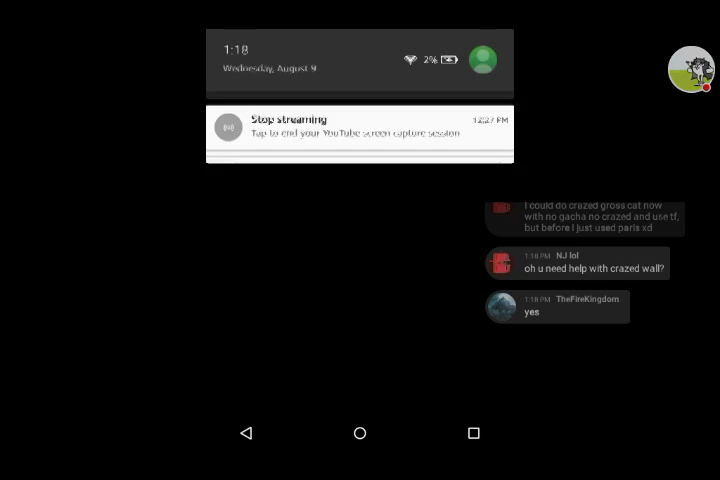 1:18
Wednesday, August 9
2%
Stop streaming
12:27 PM
Tap to end your YouTube screen capture session
I could do crazed gross cat now
with no gacha no crazed and use tf,
but before I just used paris xd
1:18 PM NJ lol
oh u need help with crazed wall?
1:18 PM TheFireKingdom
yes